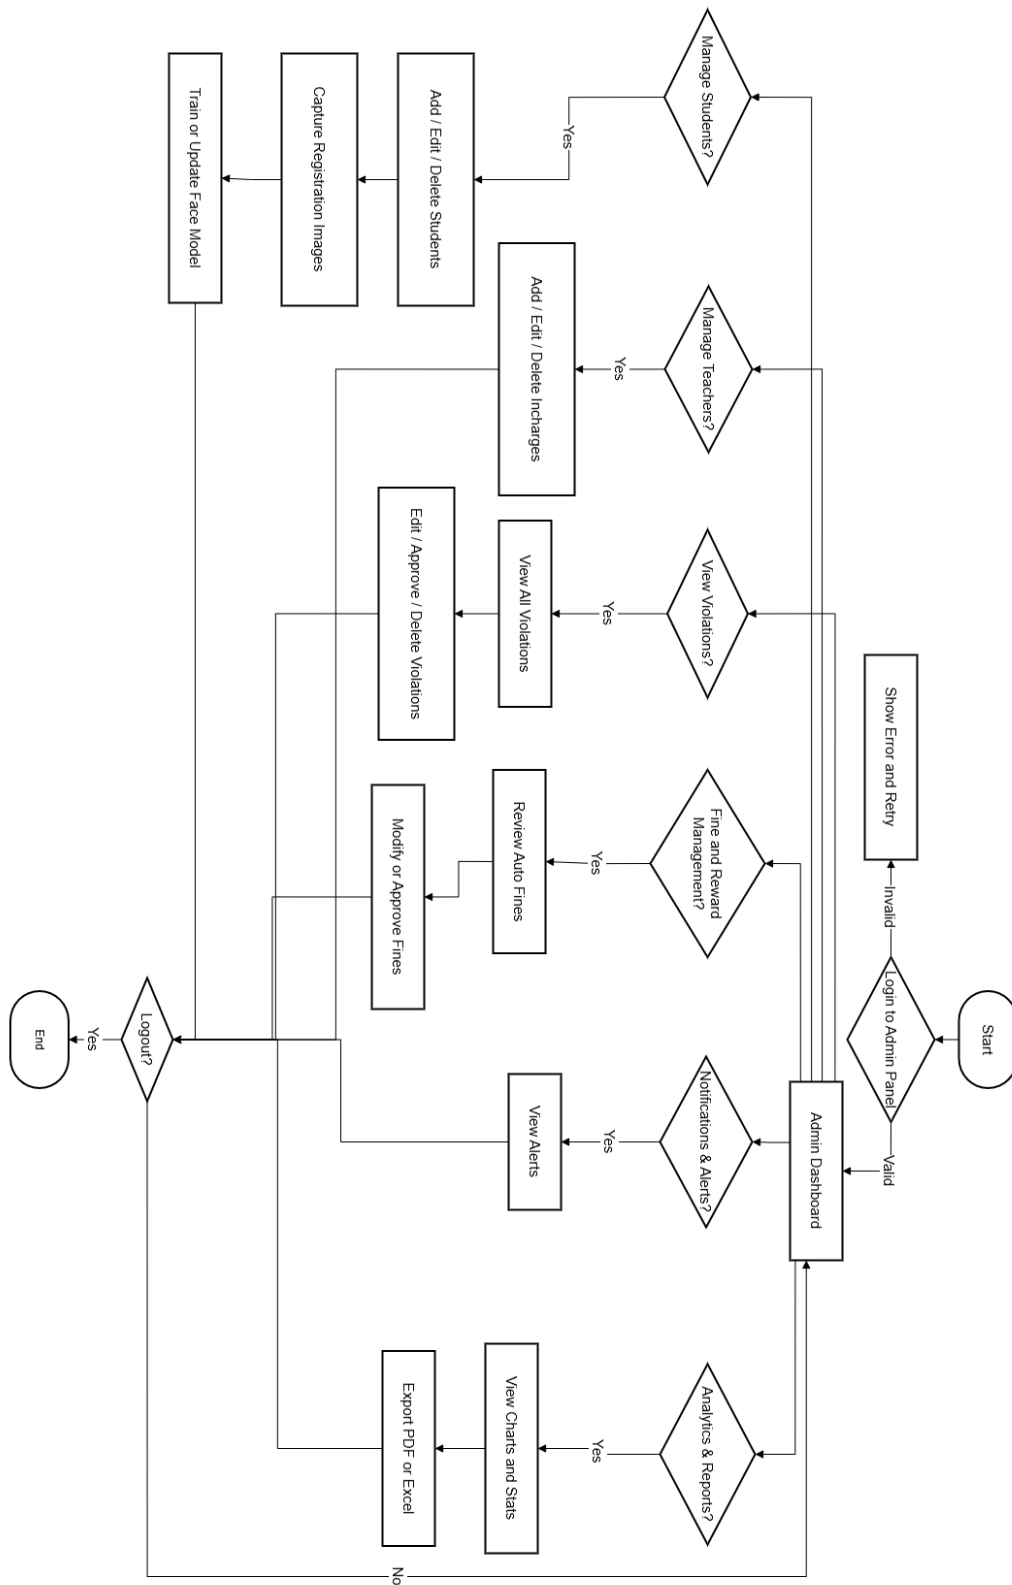 Start
Login to Admin Panel
Invalid
Valid
Show Error and Retry
Admin Dashboard
Manage Students?
Manage Teachers?
View Violations?
Fine and Reward
Management?
Notifications & Alerts?
Analytics & Reports?
Yes
Yes
Yes
Yes
Yes
Yes
Add / Edit / Delete Students
Add / Edit / Delete Incharges
View All Violations
Review Auto Fines
View Alerts
View Charts and Stats
Capture Registration Images
Edit / Approve / Delete Violations
Modify or Approve Fines
Export PDF or Excel
Train or Update Face Model
Logout?
No
Yes
End